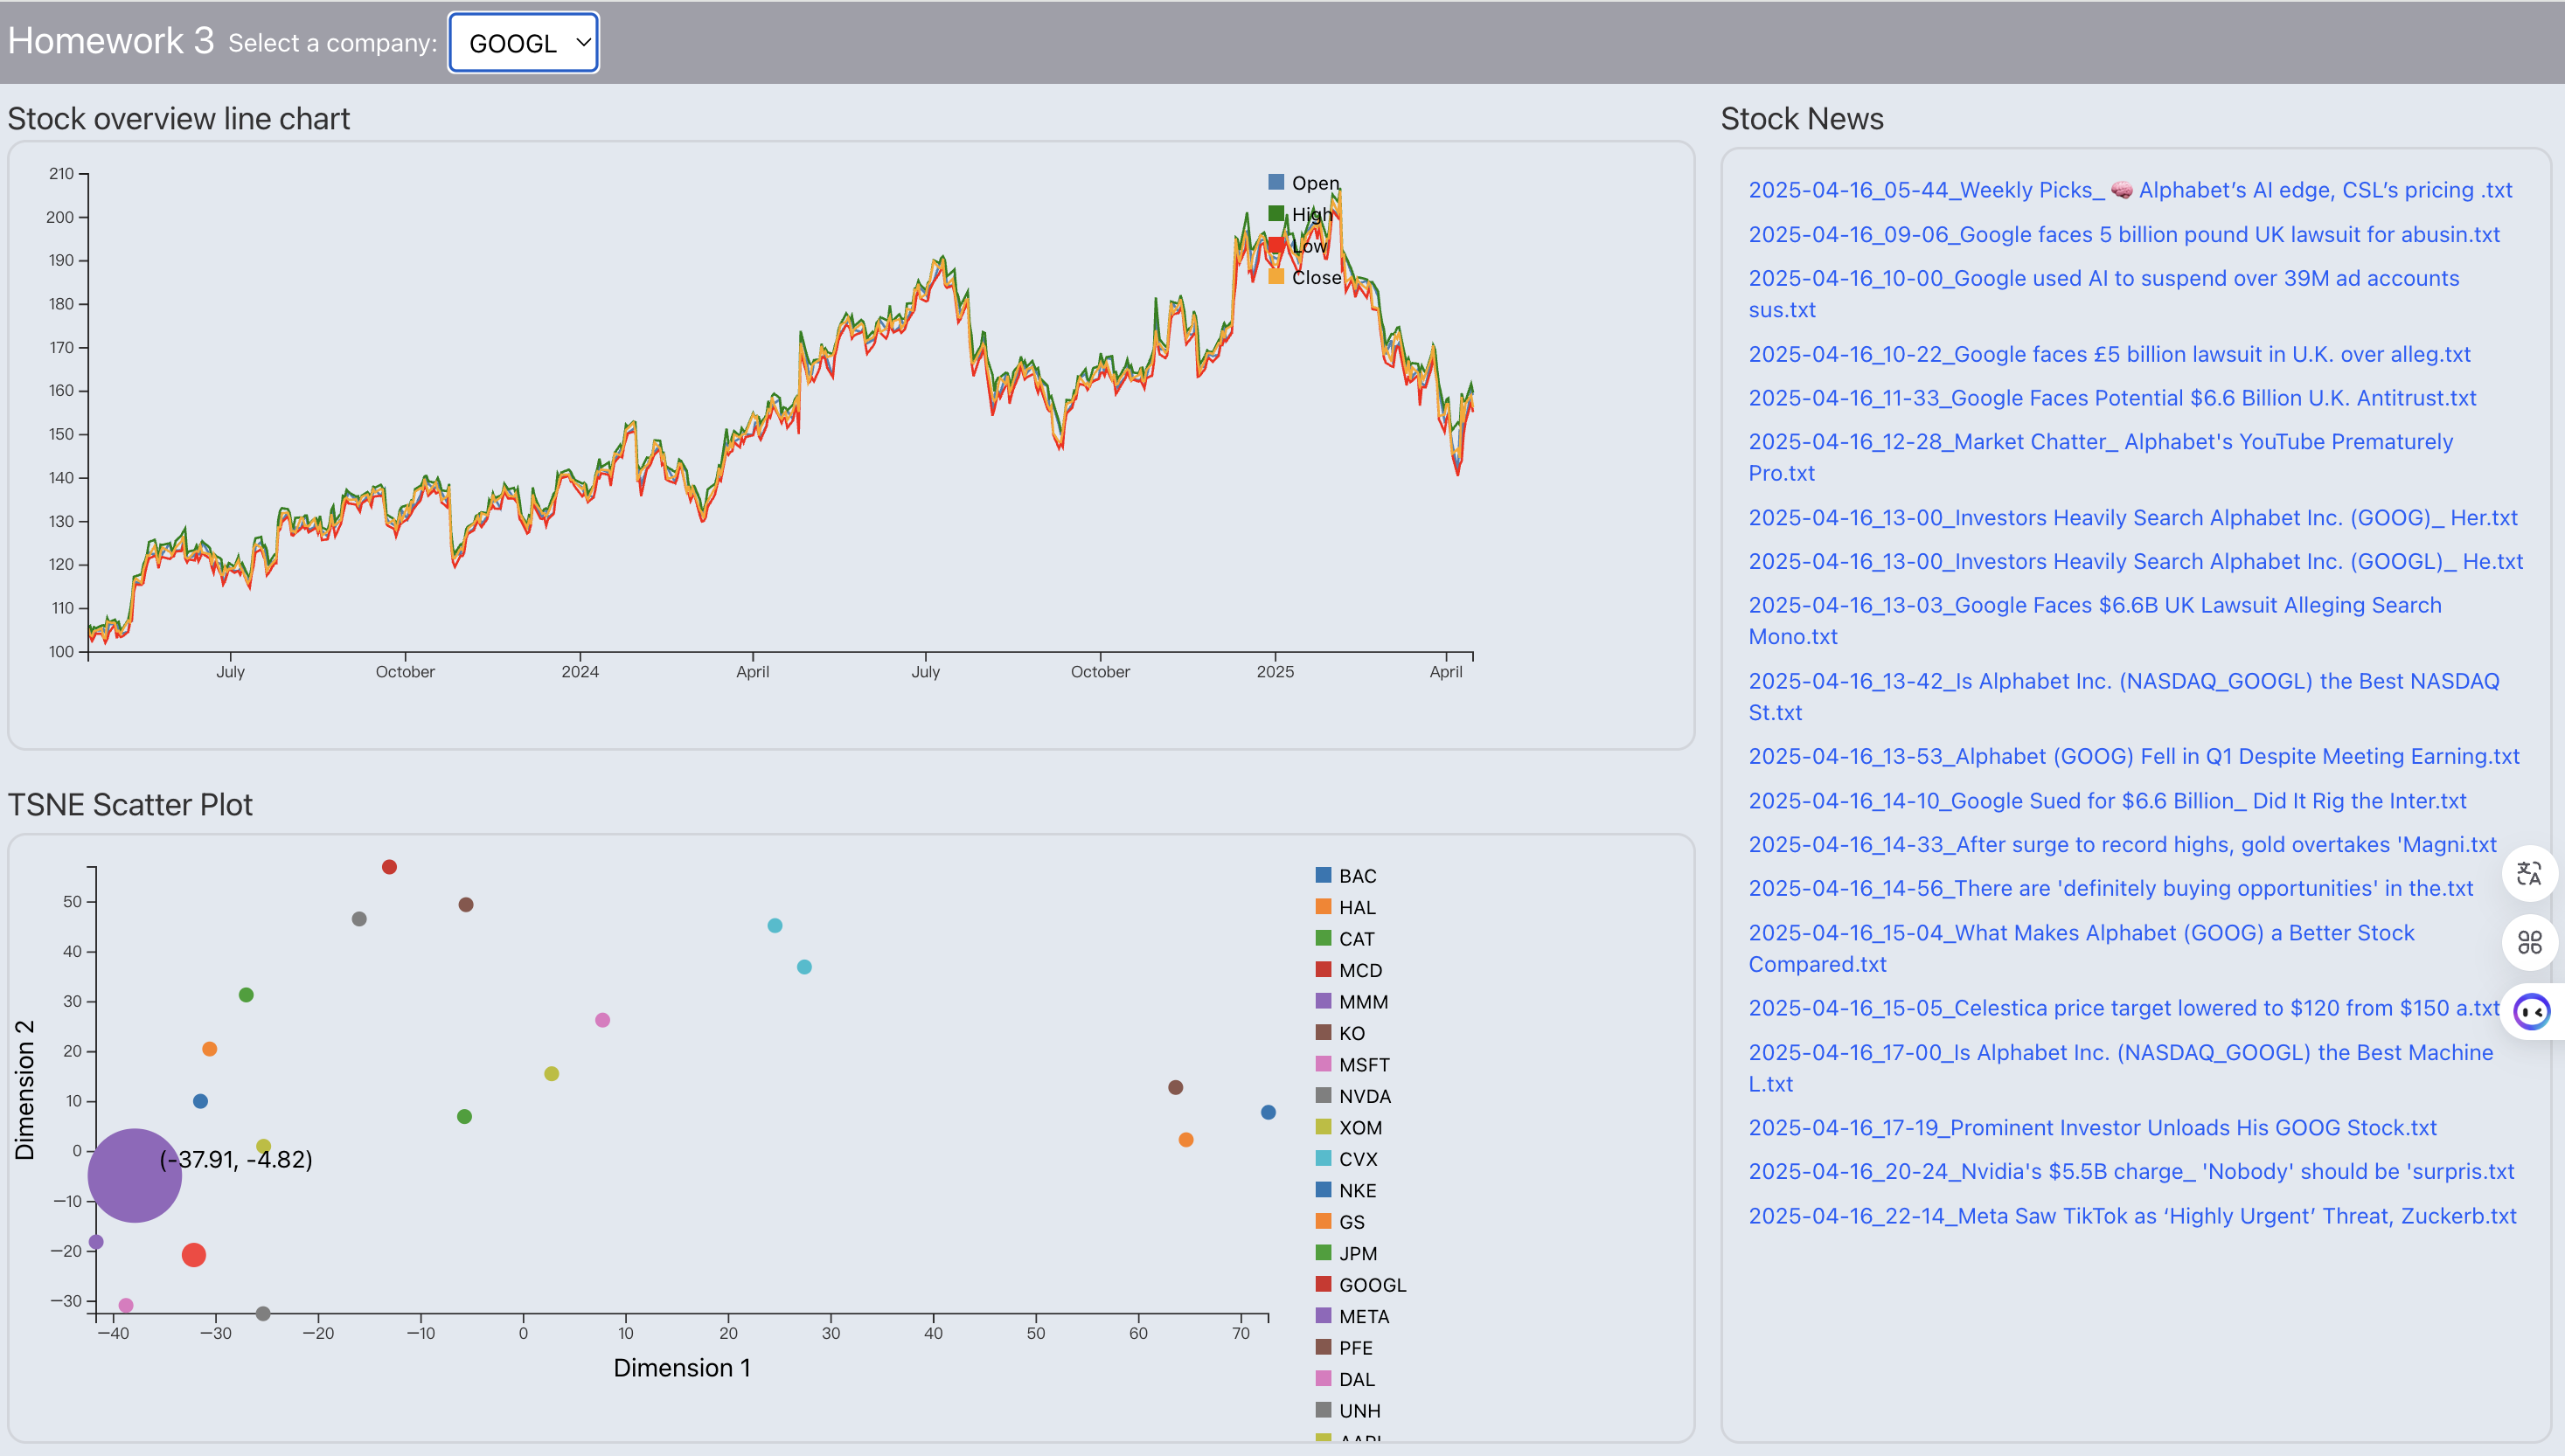 Homework 3 Select a company: GOOGL
Stock overview line chart
210
200
190
180
170
160
150
140
130
120
110
100
July October 2024 April July October 2025 April
Open
High
Low
Close
TSNE Scatter Plot
Dimension 2
50
40
30
20
10
0
−10
−20
−30
(-37.91, -4.82)
−40 −30 −20 −10 0 10 20 30 40 50 60 70
Dimension 1
BAC
HAL
CAT
MCD
MMM
KO
MSFT
NVDA
XOM
CVX
NKE
GS
JPM
GOOGL
META
PFE
DAL
UNH
Stock News
2025-04-16_05-44_Weekly Picks_ 🧠 Alphabet’s AI edge, CSL’s pricing .txt
2025-04-16_09-06_Google faces 5 billion pound UK lawsuit for abusin.txt
2025-04-16_10-00_Google used AI to suspend over 39M ad accounts
sus.txt
2025-04-16_10-22_Google faces £5 billion lawsuit in U.K. over alleg.txt
2025-04-16_11-33_Google Faces Potential $6.6 Billion U.K. Antitrust.txt
2025-04-16_12-28_Market Chatter_ Alphabet's YouTube Prematurely
Pro.txt
2025-04-16_13-00_Investors Heavily Search Alphabet Inc. (GOOG)_ Her.txt
2025-04-16_13-00_Investors Heavily Search Alphabet Inc. (GOOGL)_ He.txt
2025-04-16_13-03_Google Faces $6.6B UK Lawsuit Alleging Search
Mono.txt
2025-04-16_13-42_Is Alphabet Inc. (NASDAQ_GOOGL) the Best NASDAQ
St.txt
2025-04-16_13-53_Alphabet (GOOG) Fell in Q1 Despite Meeting Earning.txt
2025-04-16_14-10_Google Sued for $6.6 Billion_ Did It Rig the Inter.txt
2025-04-16_14-33_After surge to record highs, gold overtakes 'Magni.txt
2025-04-16_14-56_There are 'definitely buying opportunities' in the.txt
2025-04-16_15-04_What Makes Alphabet (GOOG) a Better Stock
Compared.txt
2025-04-16_15-05_Celestica price target lowered to $120 from $150 a.txt
2025-04-16_17-00_Is Alphabet Inc. (NASDAQ_GOOGL) the Best Machine
L.txt
2025-04-16_17-19_Prominent Investor Unloads His GOOG Stock.txt
2025-04-16_20-24_Nvidia's $5.5B charge_ 'Nobody' should be 'surpris.txt
2025-04-16_22-14_Meta Saw TikTok as ‘Highly Urgent’ Threat, Zuckerb.txt